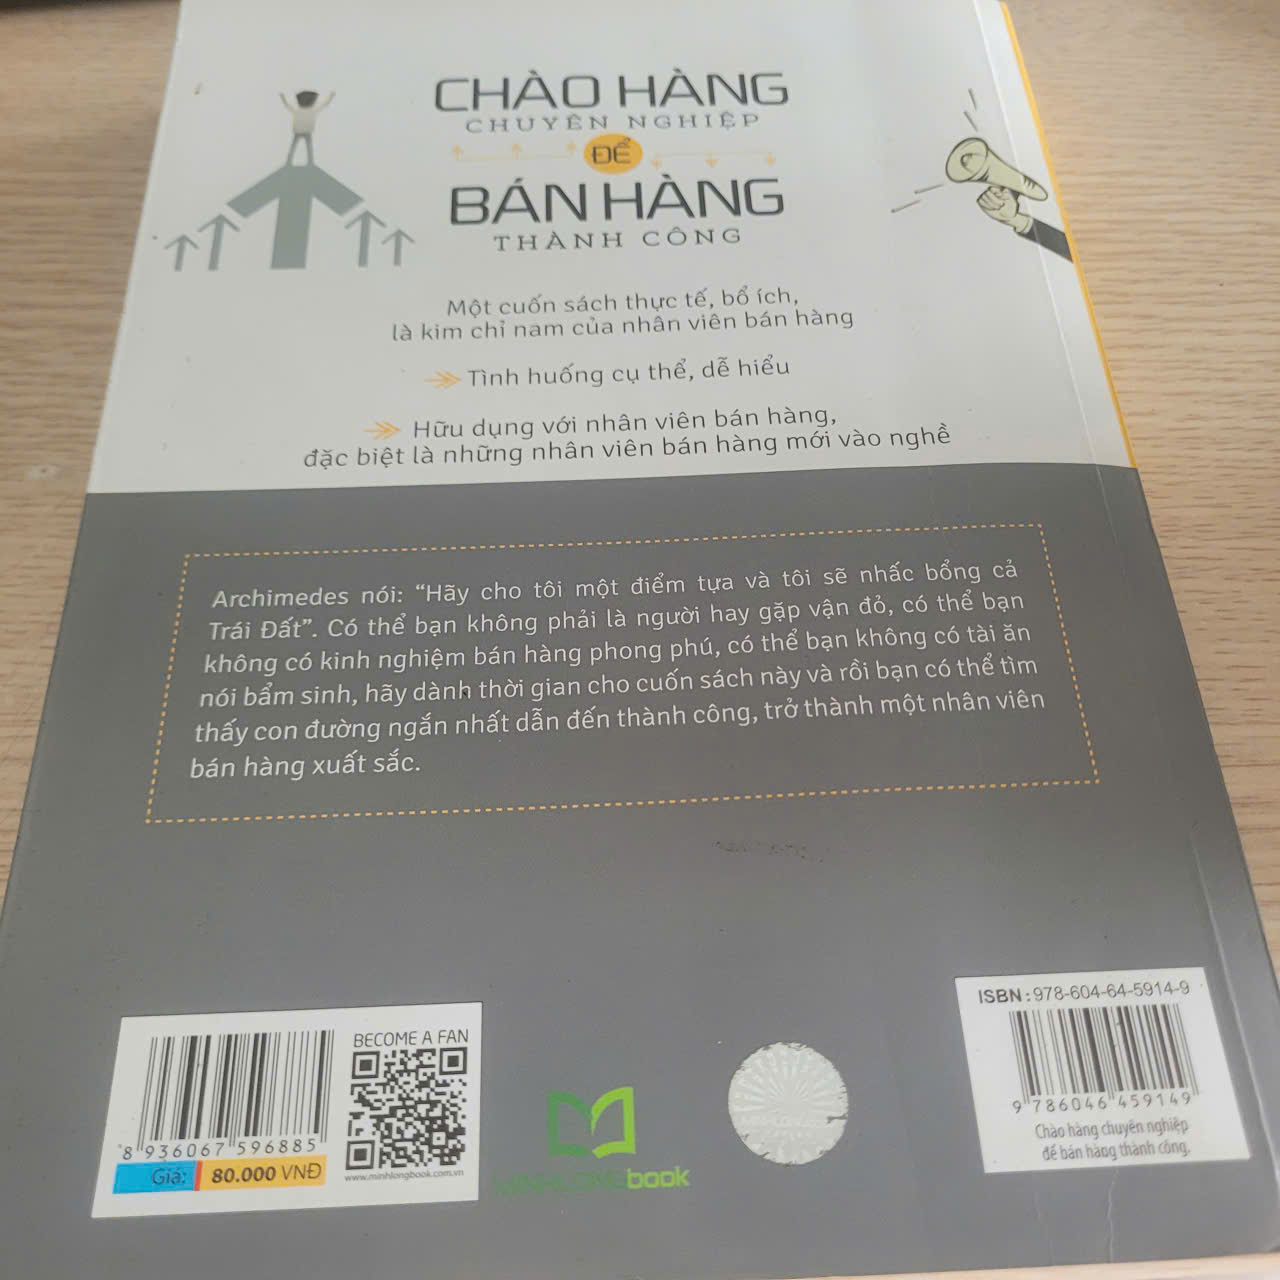 CHÀO HÀNG
CHUYÊN NGHIỆP
ĐỂ
BÁN HÀNG
THÀNH CÔNG
Một cuốn sách thực tế, bổ ích,
là kim chỉ nam của nhân viên bán hàng
Tình huống cụ thể, dễ hiểu
Hữu dụng với nhân viên bán hàng,
đặc biệt là những nhân viên bán hàng mới vào nghề
Archimedes nói: “Hãy cho tôi một điểm tựa và tôi sẽ nhấc bổng cả
Trái Đất”. Có thể bạn không phải là người hay gặp vận đỏ, có thể bạn
không có kinh nghiệm bán hàng phong phú, có thể bạn không có tài ăn
nói bẩm sinh, hãy dành thời gian cho cuốn sách này và rồi bạn có thể tìm
thấy con đường ngắn nhất dẫn đến thành công, trở thành một nhân viên
bán hàng xuất sắc.
BECOME A FAN
8 936067 596885
Giá: 80.000 VNĐ
www.minhlongbook.com.vn
MINHLONGbook
ISBN : 978-604-64-5914-9
9 786046 459149
Chào hàng chuyên nghiệp
để bán hàng thành công.